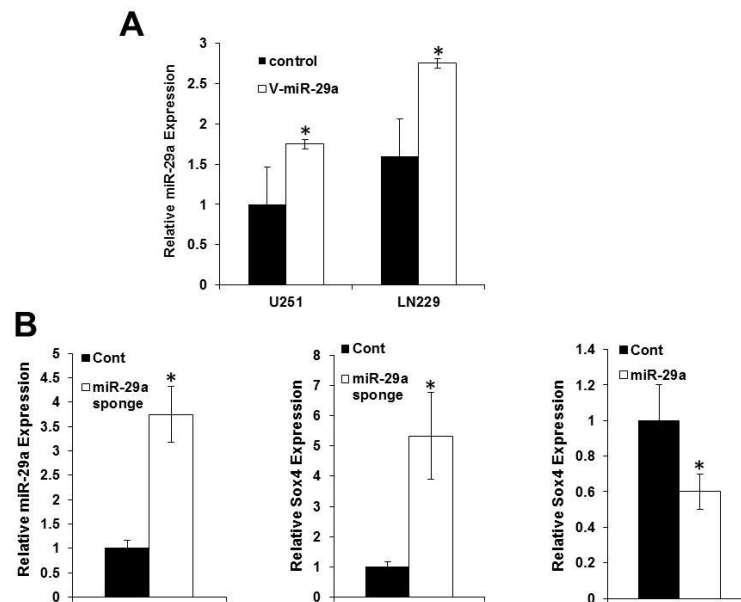 A
Relative miR-29a Expression
3
2.5
2
1.5
1
0.5
0
control
V-miR-29a
*
*
U251
LN229
B
Relative miR-29a Expression
5
4.5
4
3.5
3
2.5
2
1.5
1
0.5
0
Cont
miR-29a
sponge
*
Relative Sox4 Expression
8
7
6
5
4
3
2
1
0
Cont
miR-29a
sponge
*
Relative Sox4 Expression
1.4
1.2
1
0.8
0.6
0.4
0.2
0
Cont
miR-29a
*